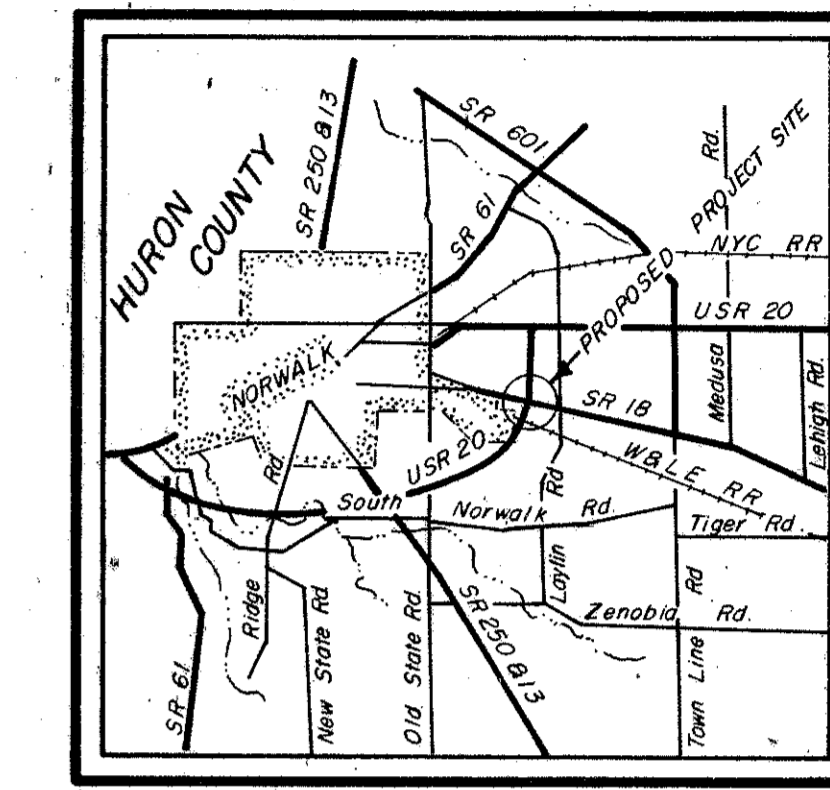 HURON
COUNTY
SR 250 & 13
SR 601
SR 61
Rd.
PROPOSED PROJECT SITE
NYC RR
USR 20
NORWALK
SR 18
Medusa
Lehigh Rd.
USR 20
W&LE RR
Rd.
South Norwalk Rd.
Laylin Rd
Tiger Rd.
Ridge
New State Rd.
Old State Rd.
SR 250 & 13
Zenobia Rd.
Town Line Rd
SR 61